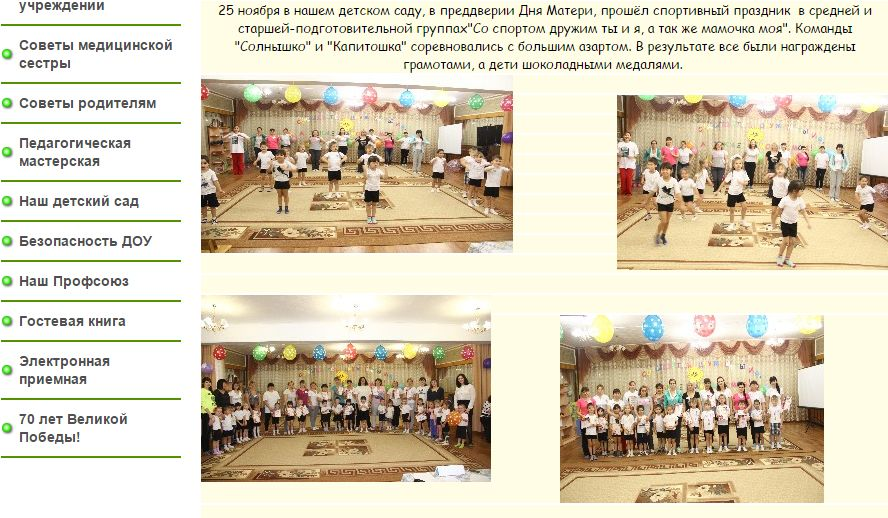 учреждении
Советы медицинской
сестры
Советы родителям
Педагогическая
мастерская
Наш детский сад
Безопасность ДОУ
Наш Профсоюз
Гостевая книга
Электронная
приемная
70 лет Великой
Победы!
25 ноября в нашем детском саду, в преддверии Дня Матери, прошёл спортивный праздник в средней и
старшей-подготовительной группах"Со спортом дружим ты и я, а так же мамочка моя". Команды
"Солнышко" и "Капитошка" соревновались с большим азартом. В результате все были награждены
грамотами, а дети шоколадными медалями.